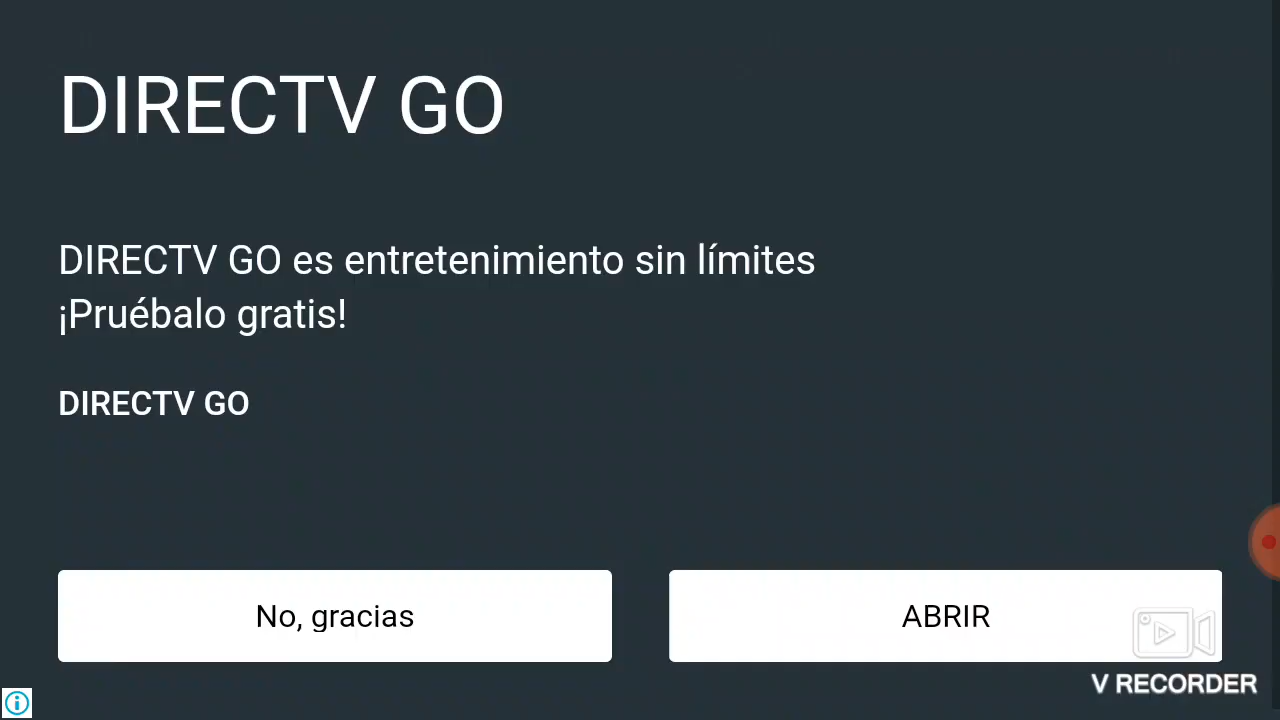 DIRECTV GO
DIRECTV GO es entretenimiento sin límites
¡Pruébalo gratis!
DIRECTV GO
No, gracias
ABRIR
V RECORDER